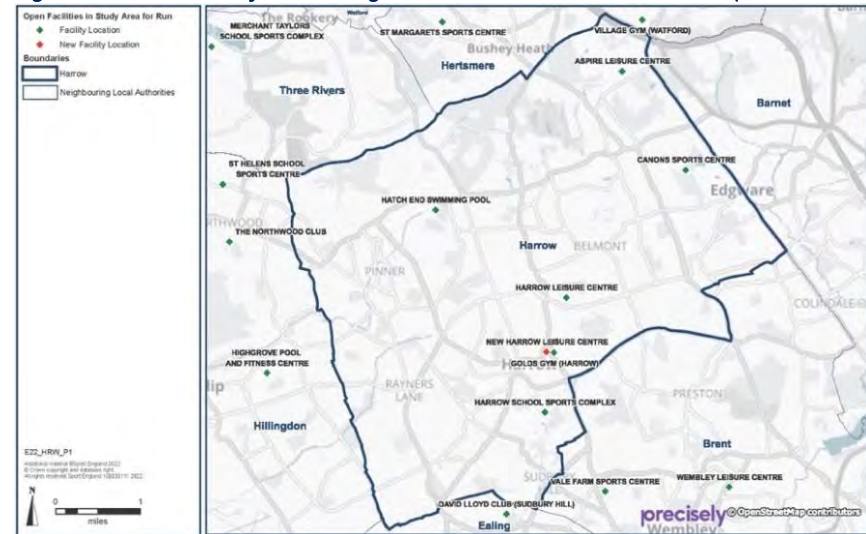 Open Facilities in Study Area for Run
Facility Location
New Facility Location
Boundaries
Harrow
Neighbouring Local Authorities
E22_HRW_P1
N
0 1
miles
The Rookery
Watford
MERCHANT TAYLORS
SCHOOL SPORTS COMPLEX
ST MARGARETS SPORTS CENTRE
VILLAGE GYM (WATFORD)
Bushey Heath
Hertsmere
ASPIRE LEISURE CENTRE
Three Rivers
Barnet
ST HELENS SCHOOL
SPORTS CENTRE
CANONS SPORTS CENTRE
Edgware
HATCH END SWIMMING POOL
THE NORTHWOOD CLUB
Harrow
BELMONT
PINNER
HARROW LEISURE CENTRE
NEW HARROW LEISURE CENTRE
GOLDS GYM (HARROW)
HIGHGROVE POOL
AND FITNESS CENTRE
RAYNERS
LANE
PRESTON
HARROW SCHOOL SPORTS COMPLEX
Hillingdon
Brent
VALE FARM SPORTS CENTRE
WEMBLEY LEISURE CENTRE
DAVID LLOYD CLUB (SUDBURY HILL)
Ealing
precisely
© OpenStreetMap contributors
Wembley